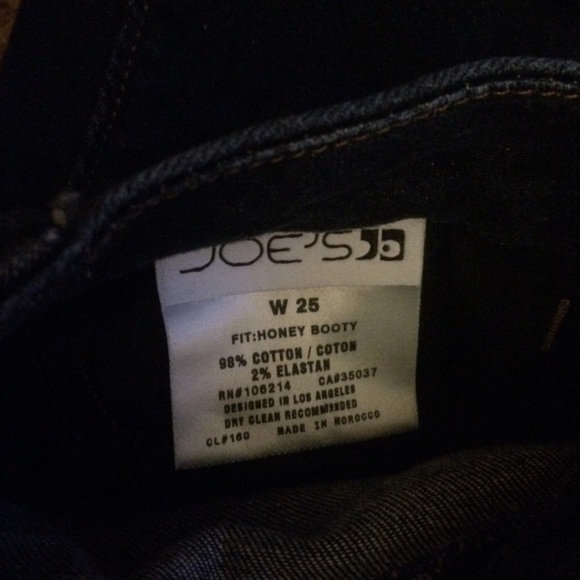 JOE'S
W 25
FIT:HONEY BOOTY
98% COTTON / COTON
2% ELASTAN
RN#106214 CA#35037
DESIGNED IN LOS ANGELES
DRY CLEAN RECOMMENDED
CL#160 MADE IN MOROCCO